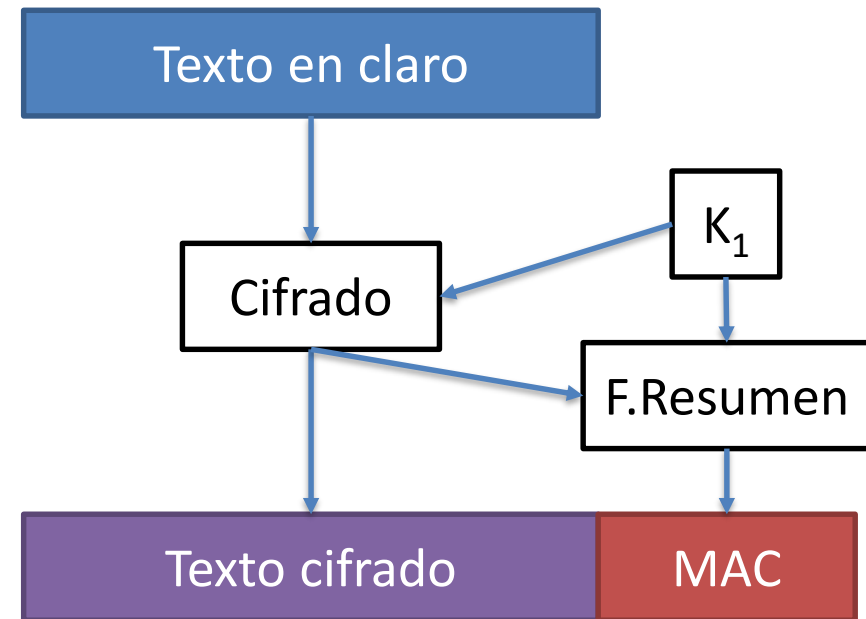 Texto en claro
K1
Cifrado
F.Resumen
Texto cifrado
MAC